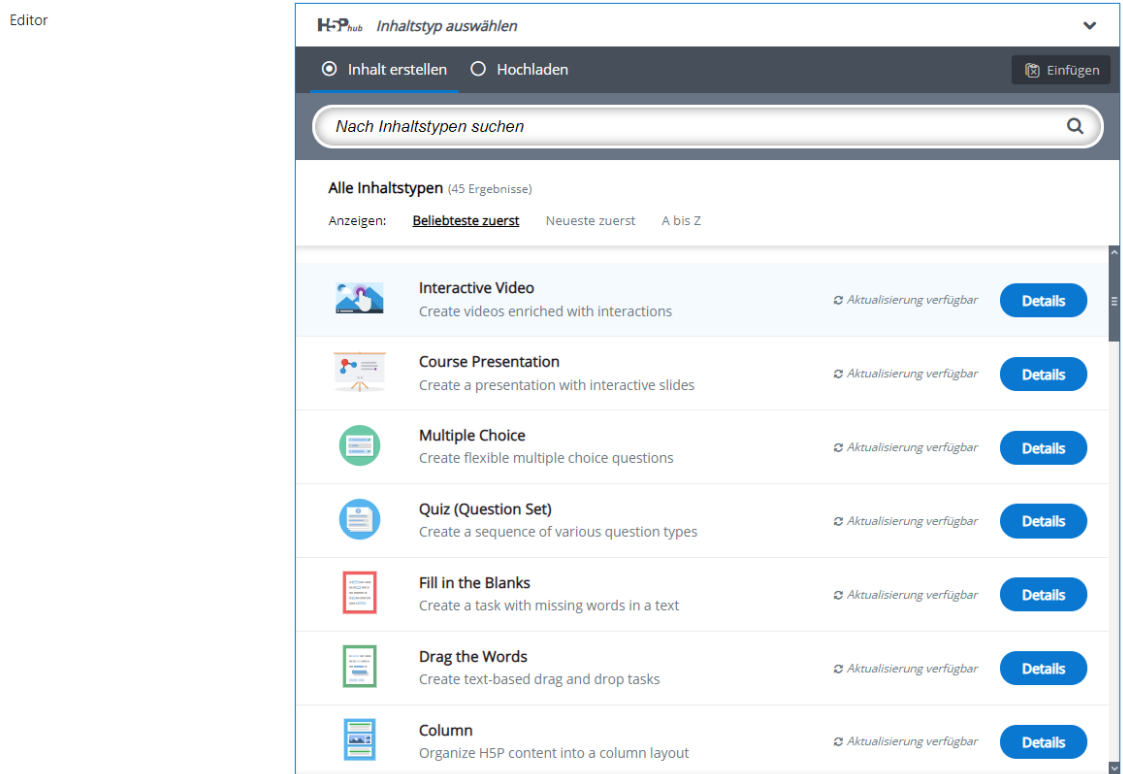 Editor
H5Phub Inhaltstyp auswählen
Inhalt erstellen Hochladen Einfügen
Nach Inhaltstypen suchen
Alle Inhaltstypen (45 Ergebnisse)
Anzeigen: Beliebteste zuerst Neueste zuerst A bis Z
Interactive Video
Create videos enriched with interactions
Aktualisierung verfügbar Details
Course Presentation
Create a presentation with interactive slides
Aktualisierung verfügbar Details
Multiple Choice
Create flexible multiple choice questions
Aktualisierung verfügbar Details
Quiz (Question Set)
Create a sequence of various question types
Aktualisierung verfügbar Details
Fill in the Blanks
Create a task with missing words in a text
Aktualisierung verfügbar Details
Drag the Words
Create text-based drag and drop tasks
Aktualisierung verfügbar Details
Column
Organize H5P content into a column layout
Aktualisierung verfügbar Details